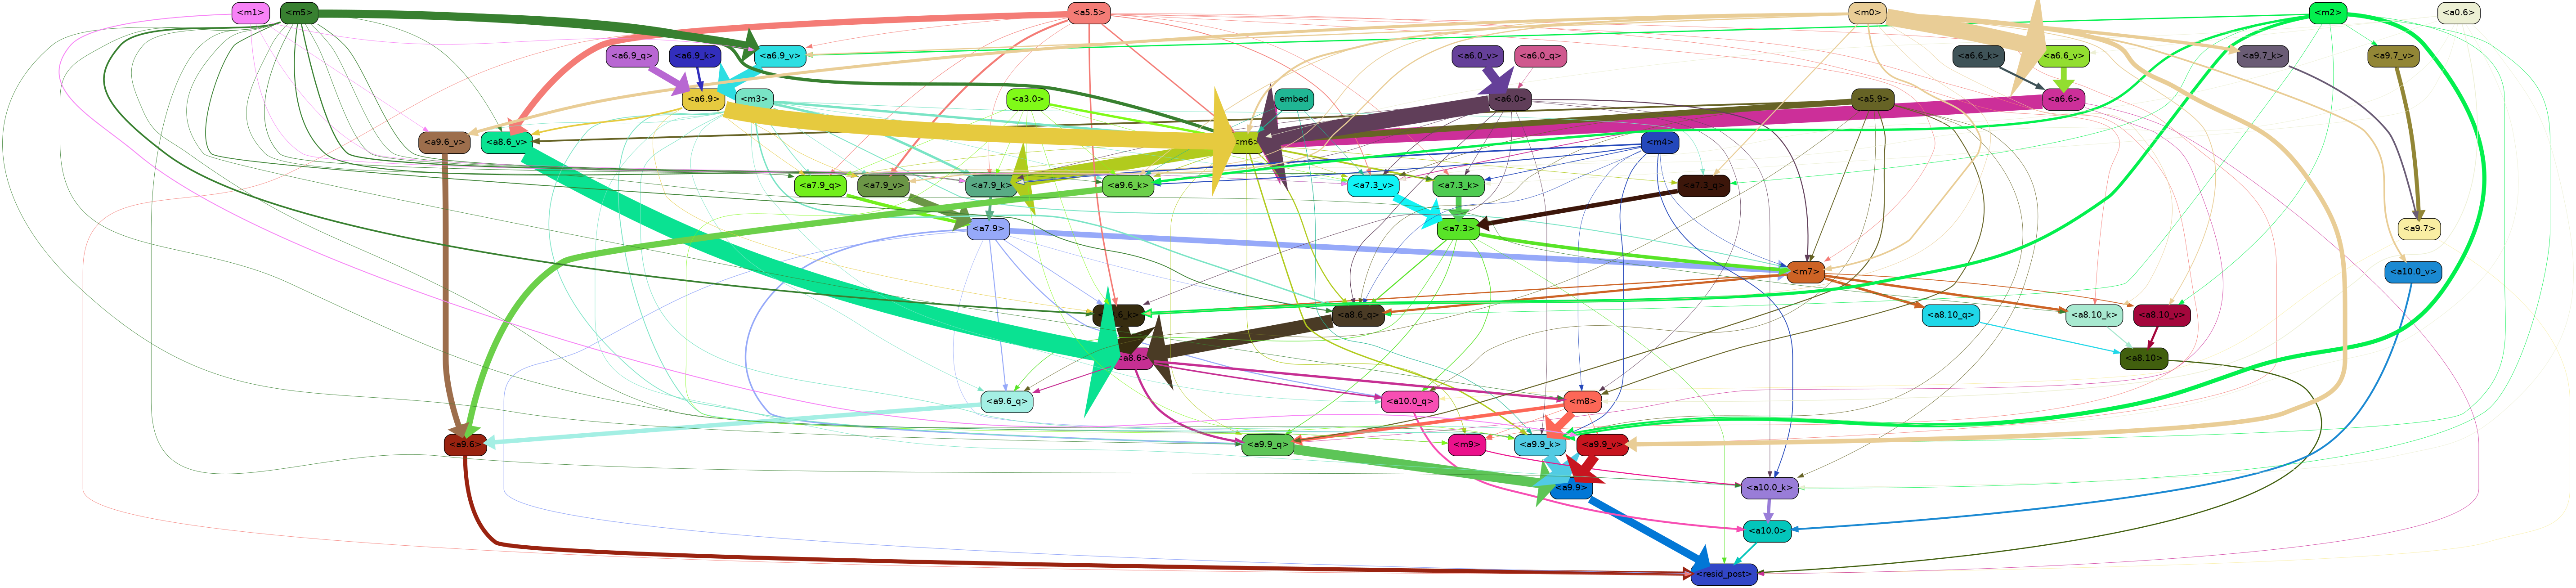 <m1> <m5> <a5.5> <m0> <m2> <a0.6>
<a6.9_q> <a6.9_k> <a6.9_v> <a6.0_v> <a6.0_q> <a6.6_k> <a6.6_v> <a9.7_k> <a9.7_v>
<a6.9> <m3> <a3.0> embed <a6.0> <a5.9> <a6.6>
<a9.6_v> <a8.6_v> <m6> <m4>
<a7.9_q> <a7.9_v> <a7.9_k> <a9.6_k> <a7.3_v> <a7.3_k> <a7.3_q>
<a7.9> <a7.3> <a9.7>
<m7> <a10.0_v>
<a8.6_q> <a8.10_q> <a8.10_k> <a8.10_v>
<a8.6> <a8.10>
<a9.6_q> <a10.0_q> <m8>
<a9.6> <a9.9_q> <m9> <a9.9_k> <a9.9_v>
<a9.9> <a10.0_k>
<a10.0>
<resid_post>